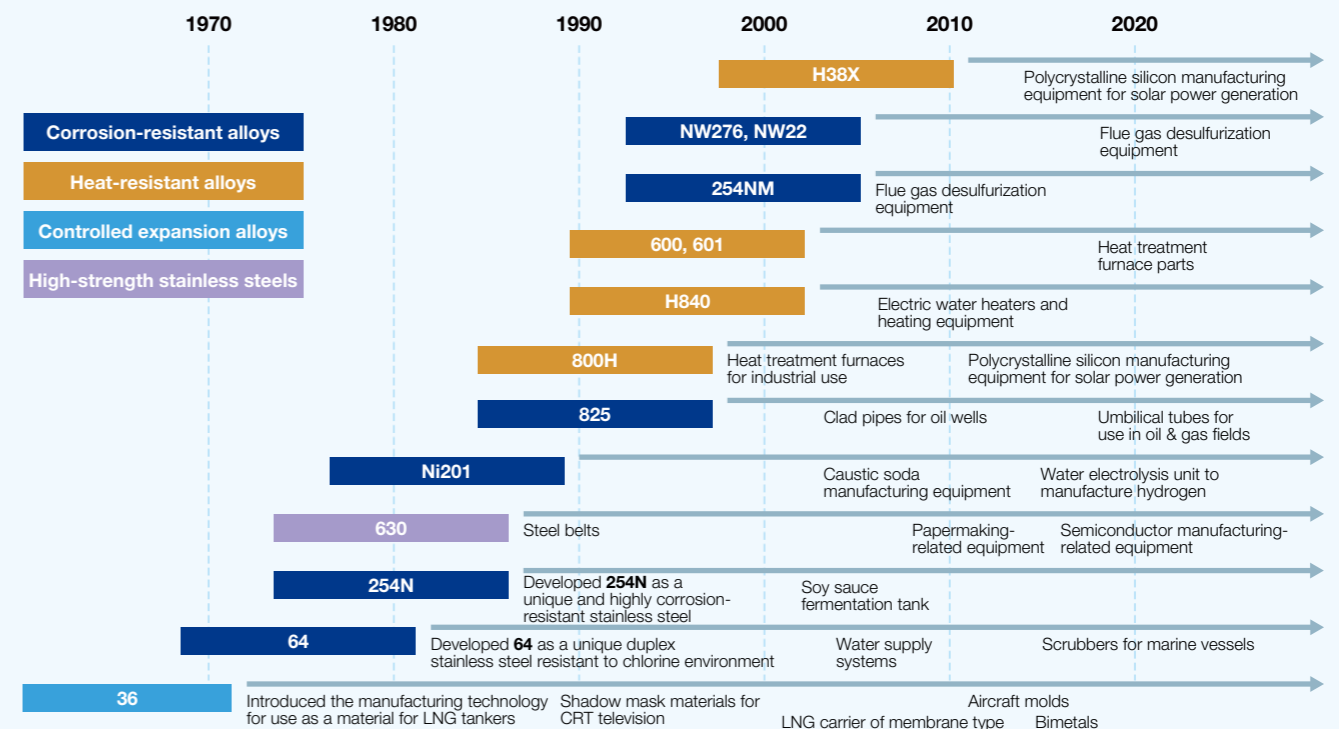 1970 1980 1990 2000 2010 2020
H38X
Polycrystalline silicon manufacturing
equipment for solar power generation
Corrosion-resistant alloys
NW276, NW22
Flue gas desulfurization
equipment
Heat-resistant alloys
254NM
Flue gas desulfurization
equipment
Controlled expansion alloys
600, 601
Heat treatment
furnace parts
High-strength stainless steels
H840
Electric water heaters and
heating equipment
800H
Heat treatment furnaces
for industrial use
Polycrystalline silicon manufacturing
equipment for solar power generation
825
Clad pipes for oil wells
Umbilical tubes for
use in oil & gas fields
Ni201
Caustic soda
manufacturing equipment
Water electrolysis unit to
manufacture hydrogen
630
Steel belts
Papermaking-
related equipment
Semiconductor manufacturing-
related equipment
254N
Developed 254N as a
unique and highly corrosion-
resistant stainless steel
Soy sauce
fermentation tank
64
Developed 64 as a unique duplex
stainless steel resistant to chlorine environment
Water supply
systems
Scrubbers for marine vessels
36
Introduced the manufacturing technology
for use as a material for LNG tankers
Shadow mask materials for
CRT television
Aircraft molds
LNG carrier of membrane type
Bimetals